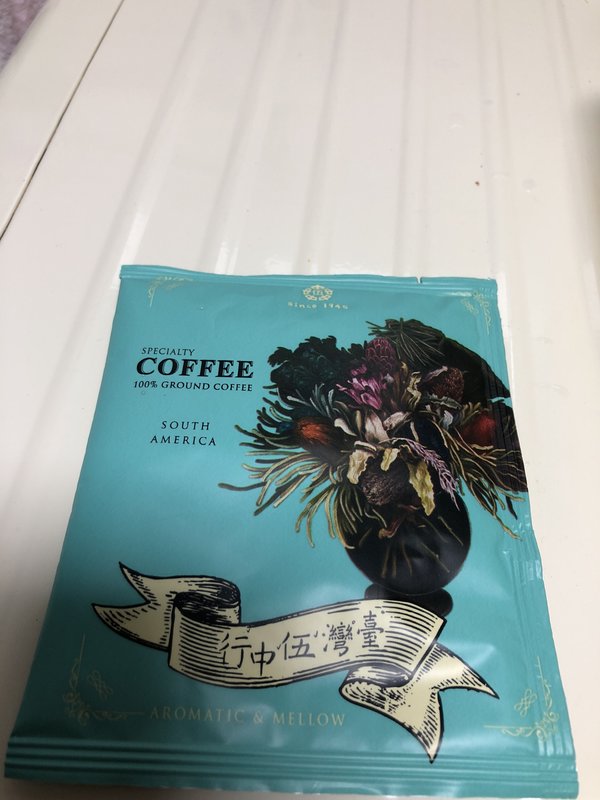 Since 1945
SPECIALTY
COFFEE
100% GROUND COFFEE
SOUTH
AMERICA
臺灣伍中行
AROMATIC & MELLOW